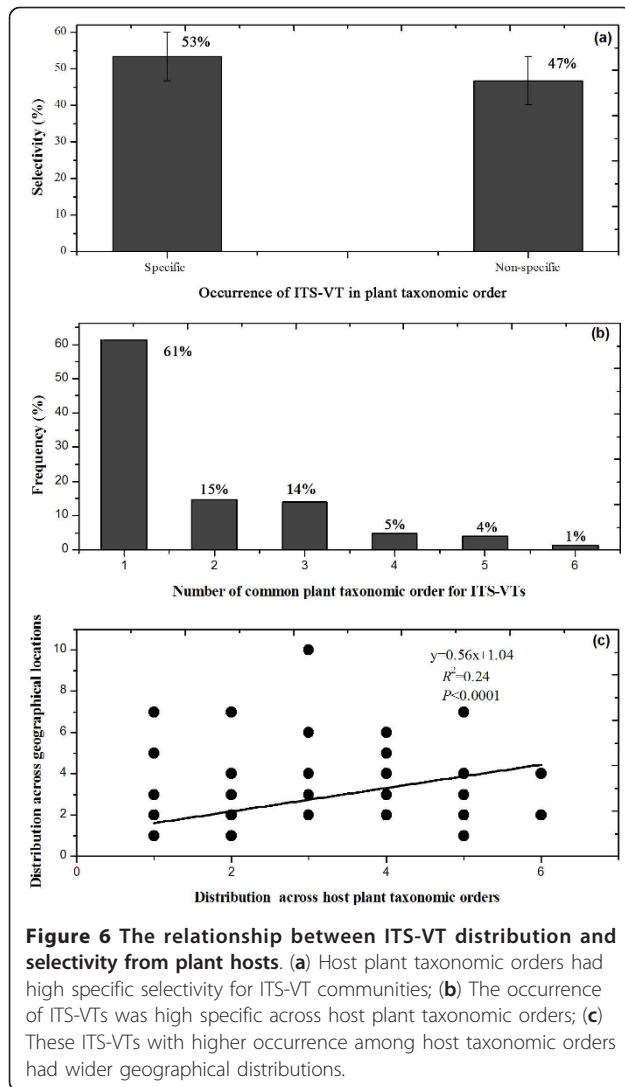 (a)
60
53%
47%
50
40
30
20
10
0
Selectivity (%)
Specific
Non-specific
Occurrence of ITS-VT in plant taxonomic order
(b)
60
61%
50
40
30
20
10
0
Frequency (%)
15%
14%
5%
4%
1%
1
2
3
4
5
6
Number of common plant taxonomic order for ITS-VTs
(c)
10
8
6
4
2
0
Distribution across geographical locations
y=0.56x+1.04
R²=0.24
P<0.0001
0
2
4
6
Distribution across host plant taxonomic orders
Figure 6 The relationship between ITS-VT distribution and
selectivity from plant hosts. (a) Host plant taxonomic orders had
high specific selectivity for ITS-VT communities; (b) The occurrence
of ITS-VTs was high specific across host plant taxonomic orders; (c)
These ITS-VTs with higher occurrence among host taxonomic orders
had wider geographical distributions.